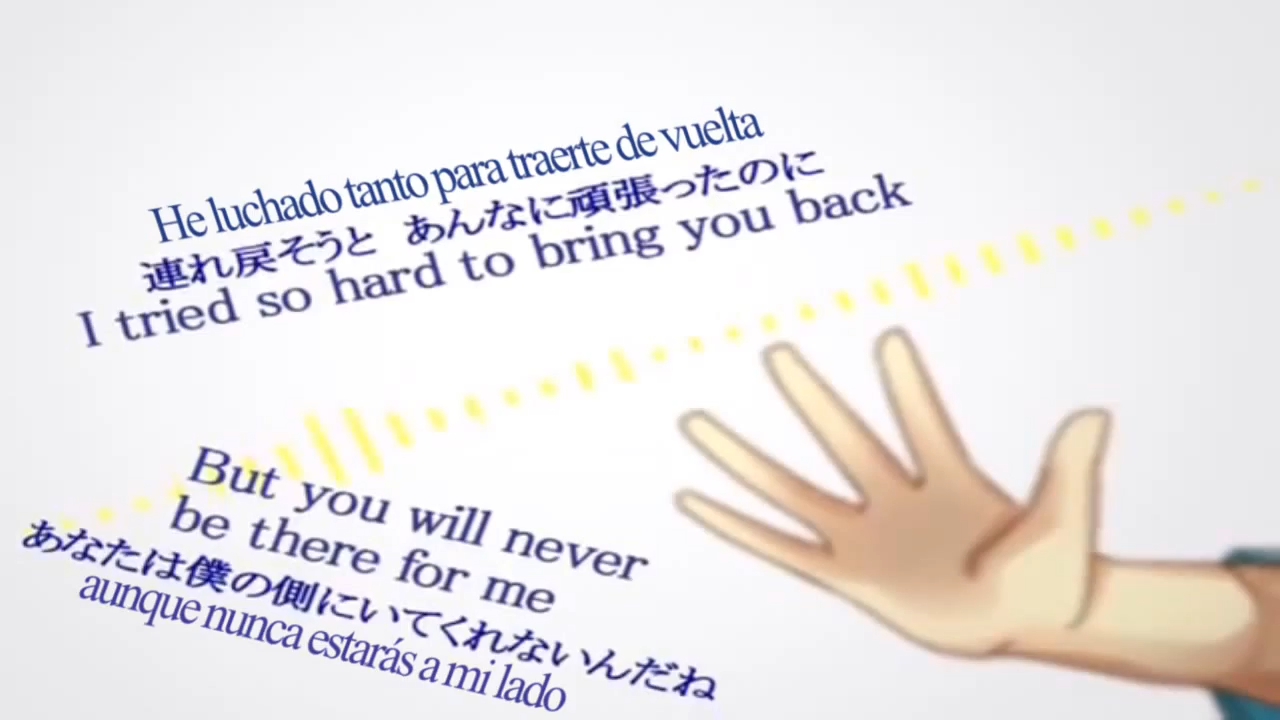 He luchado tanto para traerte de vuelta
連れ戻そうと あんなに頑張ったのに
I tried so hard to bring you back
But you will never
be there for me
あなたは僕の側にいてくれないんだね
aunque nunca estarás a mi lado